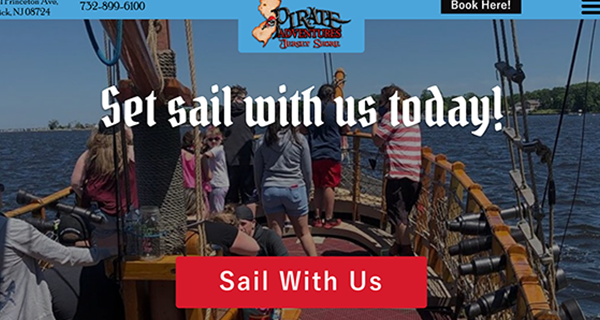 Princeton Ave,
ick, NJ 08724
732-899-6100
PIRATE
ADVENTURES
JERSEY SHORE
Book Here!
Set sail with us today!
Sail With Us